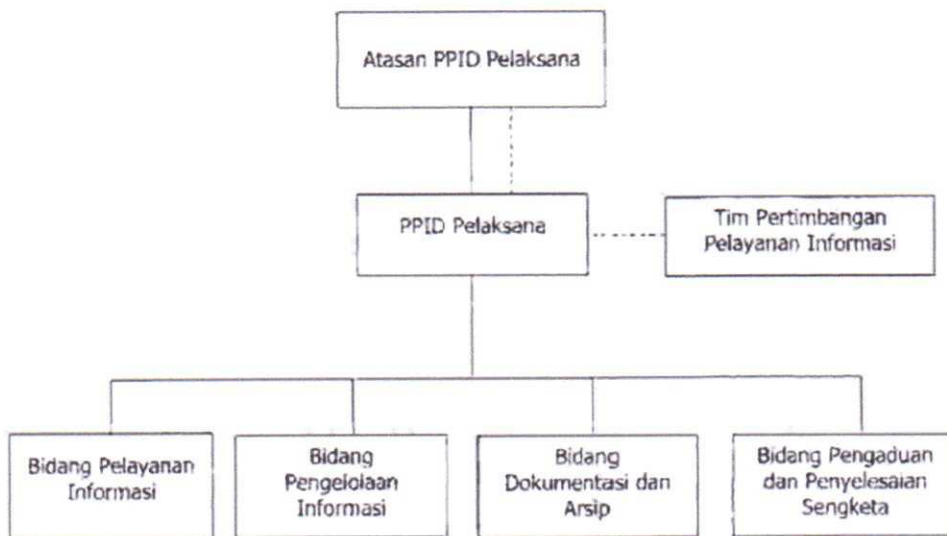 Atasan PPID Pelaksana
PPID Pelaksana
Tim Pertimbangan
Pelayanan Informasi
Bidang Pelayanan
Informasi
Bidang
Pengelolaan
Informasi
Bidang
Dokumentasi dan
Arsip
Bidang Pengaduan
dan Penyelesaian
Sengketa